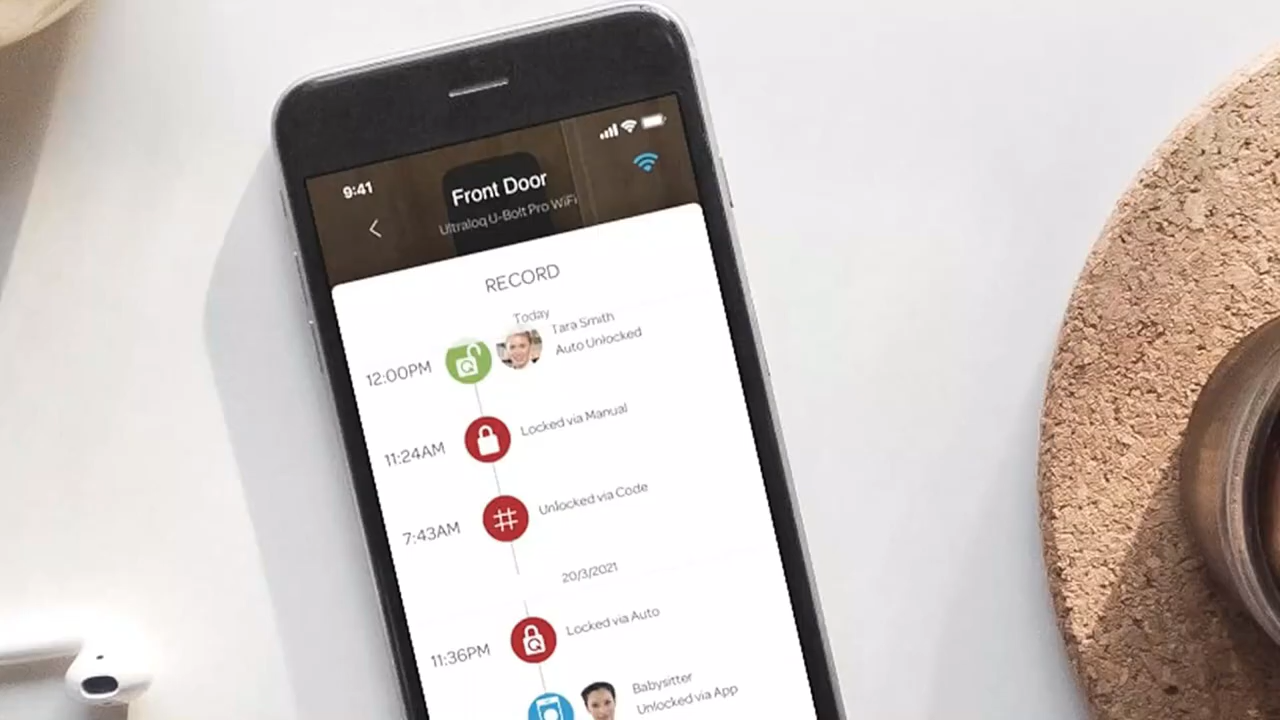 9:41
Front Door
Ultraloq U-Bolt Pro WiFi
RECORD
Today
12:00PM
Tara Smith
Auto Unlocked
11:24AM
Locked via Manual
7:43AM
Unlocked via Code
20/3/2021
11:36PM
Locked via Auto
Babysitter
Unlocked via App